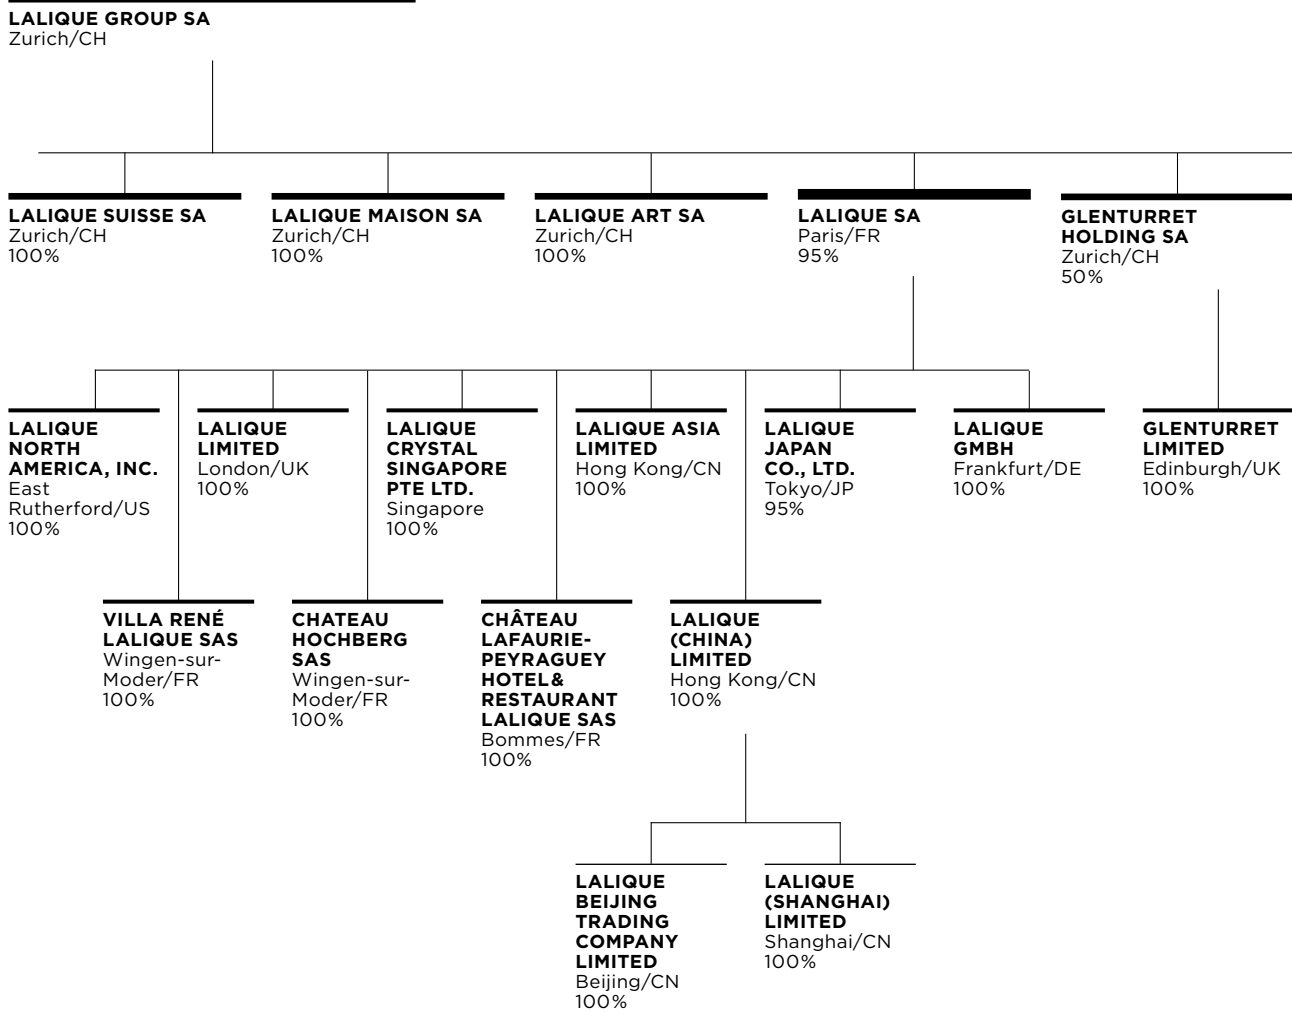 LALIQUE GROUP SA
Zurich/CH
LALIQUE SUISSE SA
Zurich/CH
100%
LALIQUE MAISON SA
Zurich/CH
100%
LALIQUE ART SA
Zurich/CH
100%
LALIQUE SA
Paris/FR
95%
GLENTURRET
HOLDING SA
Zurich/CH
50%
LALIQUE
NORTH
AMERICA, INC.
East
Rutherford/US
100%
LALIQUE
LIMITED
London/UK
100%
LALIQUE
CRYSTAL
SINGAPORE
PTE LTD.
Singapore
100%
LALIQUE ASIA
LIMITED
Hong Kong/CN
100%
LALIQUE
JAPAN
CO., LTD.
Tokyo/JP
95%
LALIQUE
GMBH
Frankfurt/DE
100%
GLENTURRET
LIMITED
Edinburgh/UK
100%
VILLA RENÉ
LALIQUE SAS
Wingen-sur-
Moder/FR
100%
CHATEAU
HOCHBERG
SAS
Wingen-sur-
Moder/FR
100%
CHÂTEAU
LAFAURIE-
PEYRAGUEY
HOTEL&
RESTAURANT
LALIQUE SAS
Bommes/FR
100%
LALIQUE
(CHINA)
LIMITED
Hong Kong/CN
100%
LALIQUE
BEIJING
TRADING
COMPANY
LIMITED
Beijing/CN
100%
LALIQUE
(SHANGHAI)
LIMITED
Shanghai/CN
100%